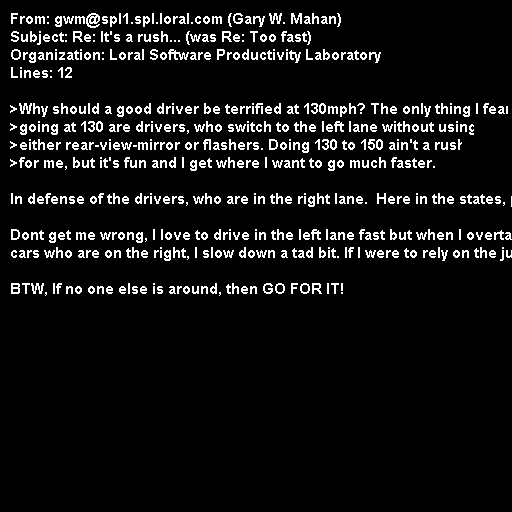 From: gwm@spl1.spl.loral.com (Gary W. Mahan)
Subject: Re: It's a rush... (was Re: Too fast)
Organization: Loral Software Productivity Laboratory
Lines: 12

>Why should a good driver be terrified at 130mph? The only thing I fear
>going at 130 are drivers, who switch to the left lane without using
>either rear-view-mirror or flashers. Doing 130 to 150 ain't a rush
>for me, but it's fun and I get where I want to go much faster.

In defense of the drivers, who are in the right lane.  Here in the states,

Dont get me wrong, I love to drive in the left lane fast but when I
cars who are on the right, I slow down a tad bit. If I were to rely on the

BTW, If no one else is around, then GO FOR IT!